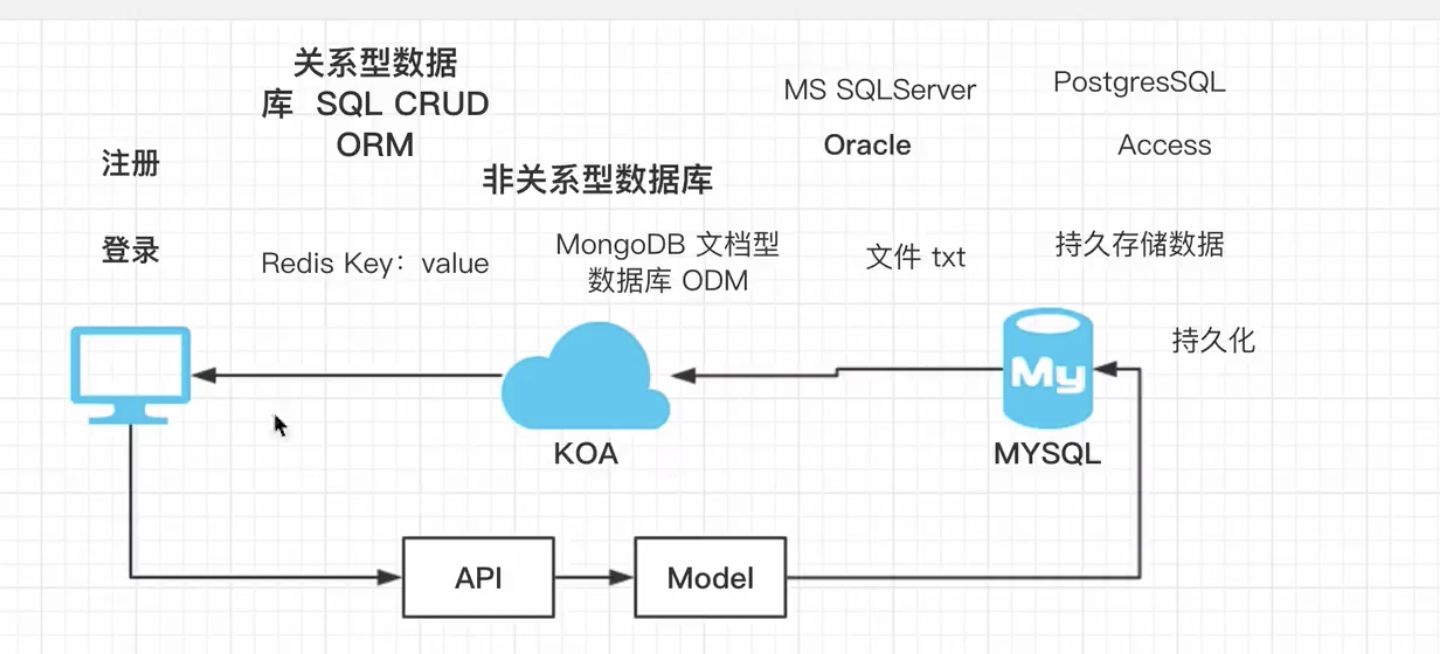 关系型数据
库 SQL CRUD
ORM
MS SQLServer
PostgresSQL
Oracle
Access
注册
非关系型数据库
登录
Redis Key：value
MongoDB 文档型
数据库 ODM
文件 txt
持久存储数据
持久化
My
KOA
MYSQL
API
Model